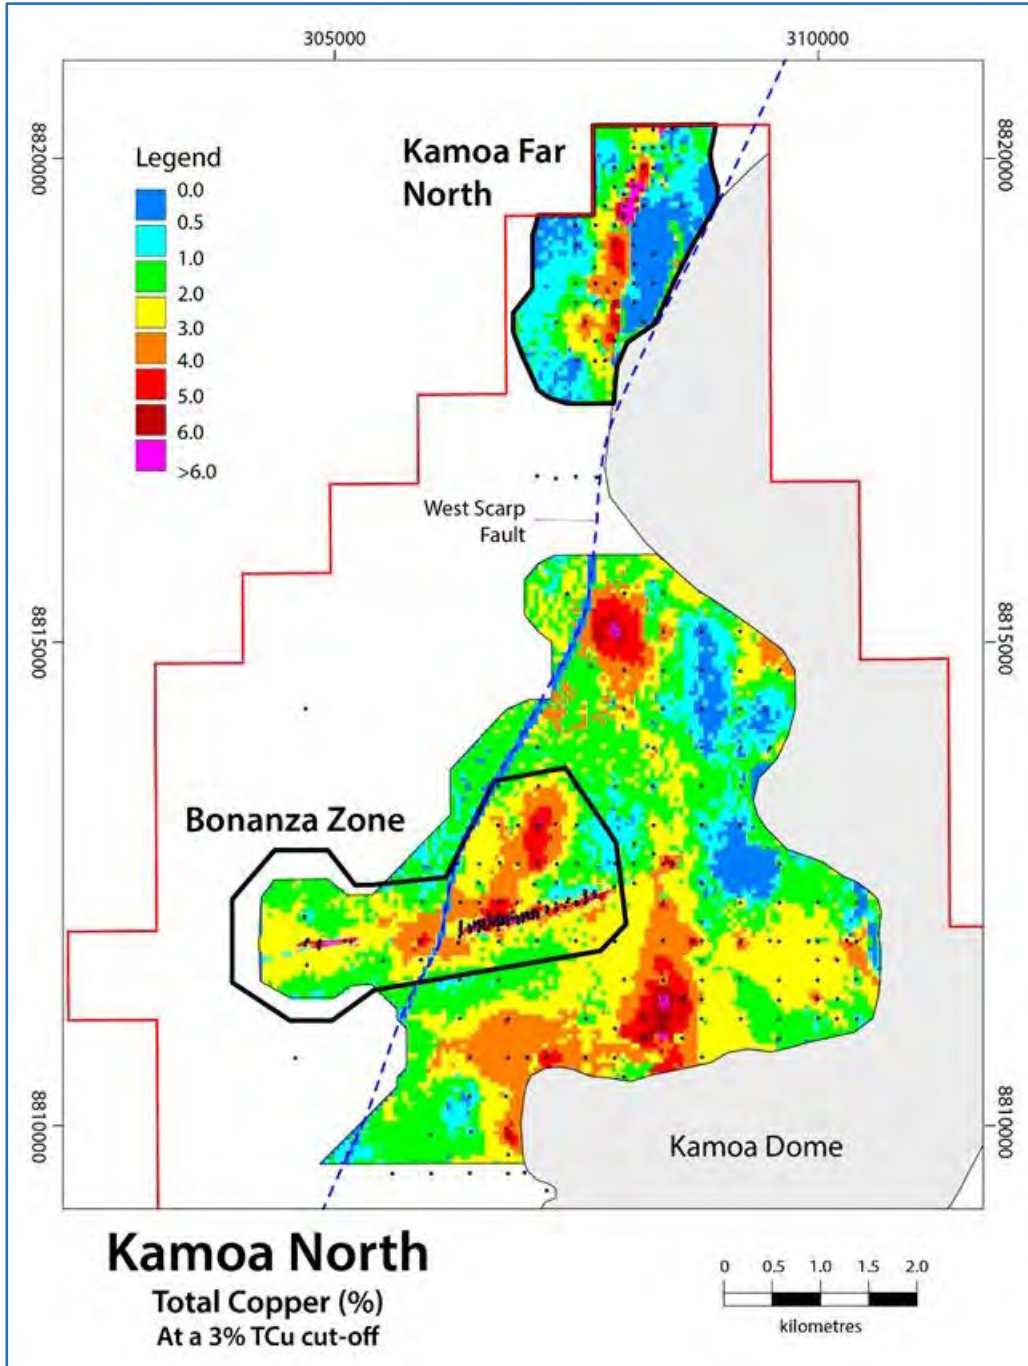 305000
310000
8820000
8820000
Legend
0.0
0.5
1.0
2.0
3.0
4.0
5.0
6.0
>6.0
Kamoa Far
North
West Scarp
Fault
8815000
8815000
Bonanza Zone
8810000
8810000
Kamoa Dome
Kamoa North
Total Copper (%)
At a 3% TCu cut-off
0 0.5 1.0 1.5 2.0
kilometres